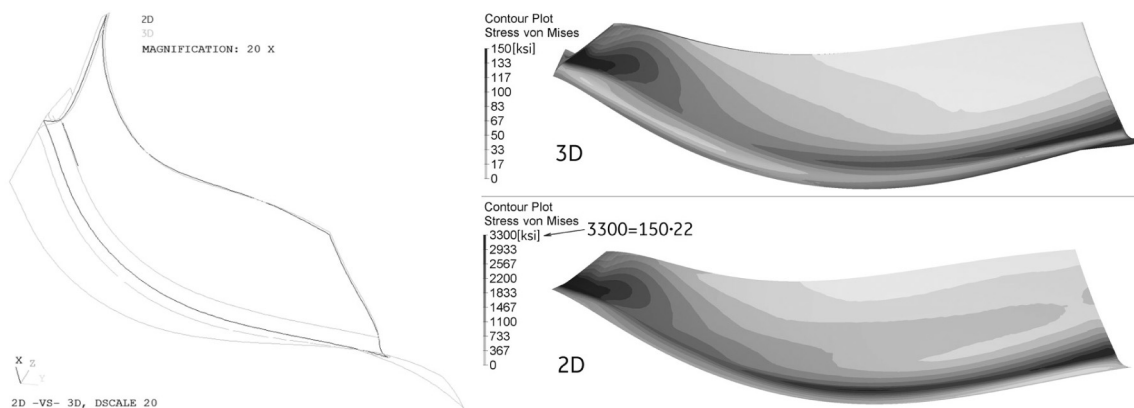 2D
3D
MAGNIFICATION: 20 X
X
Z
Y
2D -VS- 3D, DSCALE 20
Contour Plot
Stress von Mises
150[ksi]
133
117
100
83
67
50
33
17
0
3D
Contour Plot
Stress von Mises
3300[ksi]
3300=150·22
2933
2567
2200
1833
1467
1100
733
367
0
2D